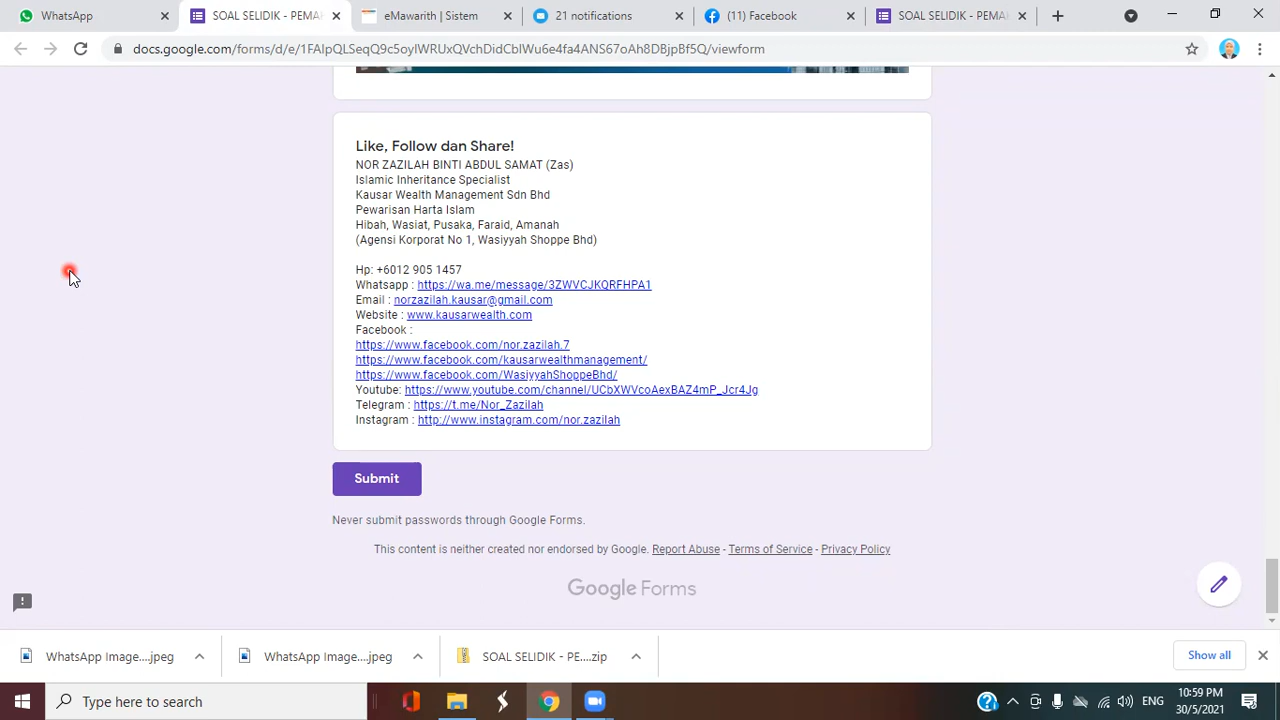 WhatsApp
SOAL SELIDIK - PEMA
eMawarith | Sistem
21 notifications
(11) Facebook
SOAL SELIDIK - PEMA
docs.google.com/forms/d/e/1FAIpQLSeqQ9c5oyIWRUxQVchDidCbIWu6e4fa4ANS67oAh8DBjpBf5Q/viewform
Like, Follow dan Share!
NOR ZAZILAH BINTI ABDUL SAMAT (Zas)
Islamic Inheritance Specialist
Kausar Wealth Management Sdn Bhd
Pewarisan Harta Islam
Hibah, Wasiat, Pusaka, Faraid, Amanah
(Agensi Korporat No 1, Wasiyyah Shoppe Bhd)
Hp: +6012 905 1457
Whatsapp : https://wa.me/message/3ZWVCJKQRFHPA1
Email : norzazilah.kausar@gmail.com
Website : www.kausarwealth.com
Facebook :
https://www.facebook.com/nor.zazilah.7
https://www.facebook.com/kausarwealthmanagement/
https://www.facebook.com/WasiyyahShoppeBhd/
Youtube: https://www.youtube.com/channel/UCbXWVcoAexBAZ4mP_Jcr4Jg
Telegram : https://t.me/Nor_Zazilah
Instagram : http://www.instagram.com/nor.zazilah
Submit
Never submit passwords through Google Forms.
This content is neither created nor endorsed by Google. Report Abuse - Terms of Service - Privacy Policy
Google Forms
WhatsApp Image....jpeg
WhatsApp Image....jpeg
SOAL SELIDIK - PE....zip
Show all
Type here to search
ENG
10:59 PM
30/5/2021